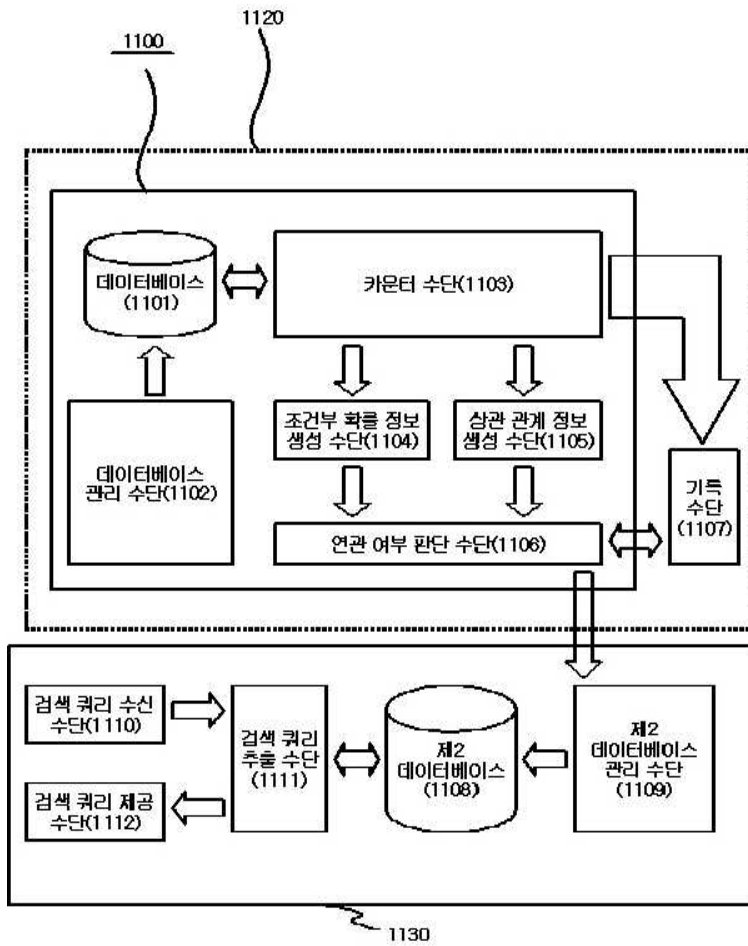 1120
1100
데이터베이스
(1101)
카운터 수단(1103)
조건부 확률 정보
생성 수단(1104)
상관 관계 정보
생성 수단(1105)
데이터베이스
관리 수단(1102)
기록
수단
(1107)
연관 여부 판단 수단(1106)
검색 쿼리 수신
수단(1110)
검색 쿼리
추출 수단
(1111)
제2
데이터베이스
(1108)
제2
데이터베이스
관리 수단
(1109)
검색 쿼리 제공
수단(1112)
1130